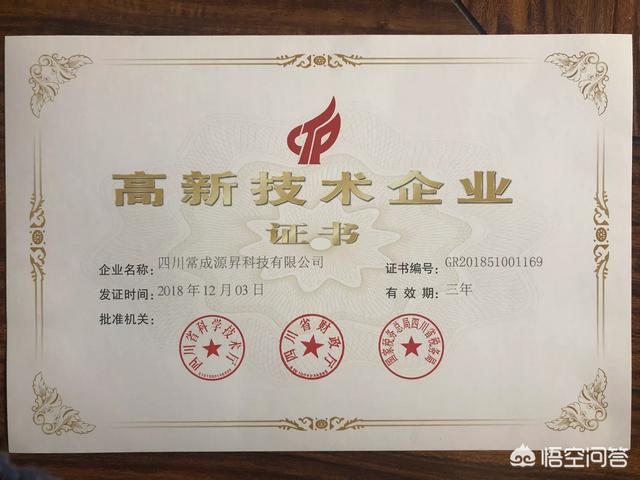 高新技术企业
证书
企业名称：四川常成源昇科技有限公司
证书编号：GR201851001169
发证时间：2018年12月03日
有效期：三年
批准机关：
四川省科学技术厅
四川省财政厅
国家税务总局四川省税务局
悟空问答